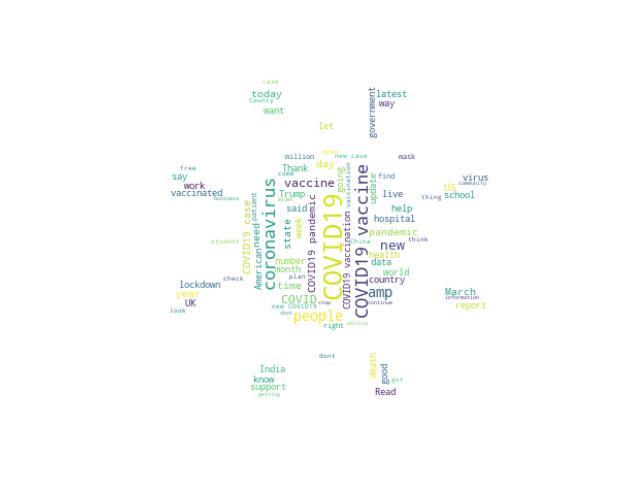 case
today
County
want
government
latest
way
let
million
open
new case
mask
free
say
work
vaccinated
business
Thank
come
day
vaccine
Trump
plan
said
going
vaccination
update
find
live
help
hospital
us
thing
virus
community
school
student
COVID19 case
need
patient
American
coronavirus
state
week
COVID19 pandemic
COVID19
COVID19 vaccination
COVID19 vaccine
China
pandemic
new
think
health
data
world
country
number
month
plan
time
check
lockdown
year
UK
look
COVID
stop
new COVID19
shot
people
right
service
amp
continue
March
information
report
dont
India
know
support
getting
death
good
got
Read